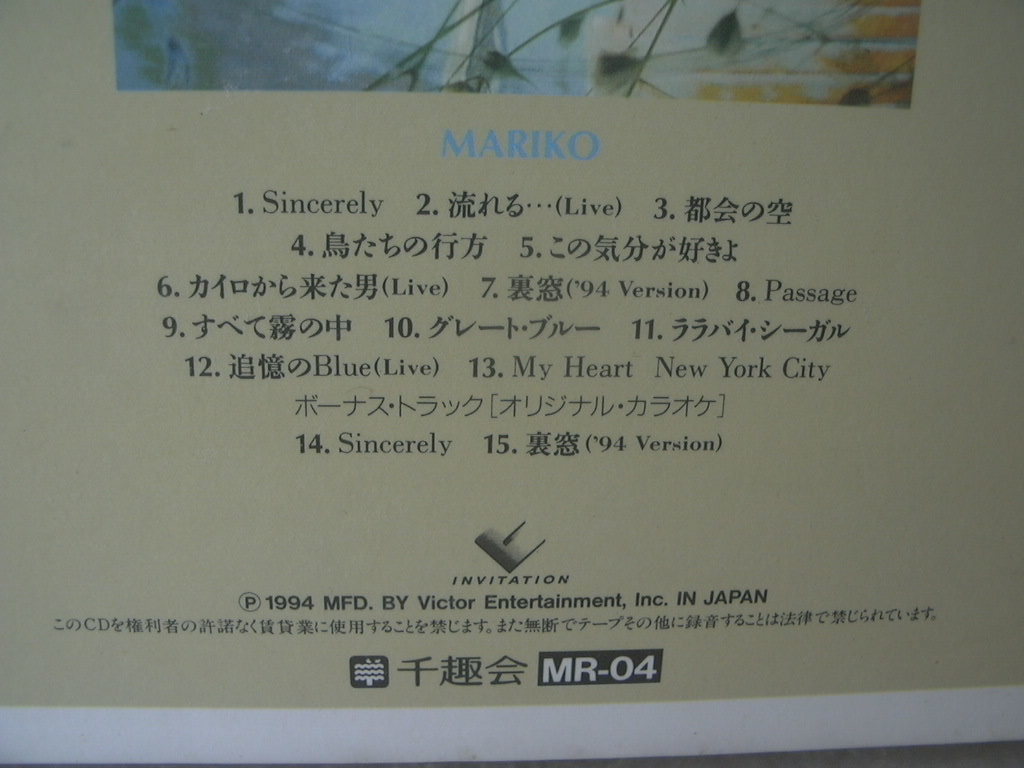 MARIKO
1. Sincerely 2. 流れる…(Live) 3. 都会の空
4. 鳥たちの行方 5. この気分が好きよ
6. カイロから来た男(Live) 7. 裏窓('94 Version) 8. Passage
9. すべて霧の中 10. グレート・ブルー 11. ララバイ・シーガル
12. 追憶のBlue(Live) 13. My Heart New York City
ボーナス・トラック[オリジナル・カラオケ]
14. Sincerely 15. 裏窓('94 Version)
INVITATION
Ⓟ1994 MFD. BY Victor Entertainment, Inc. IN JAPAN
このCDを権利者の許諾なく賃貸業に使用することを禁じます。また無断でテープその他に録音することは法律で禁じられています。
千趣会 MR-04